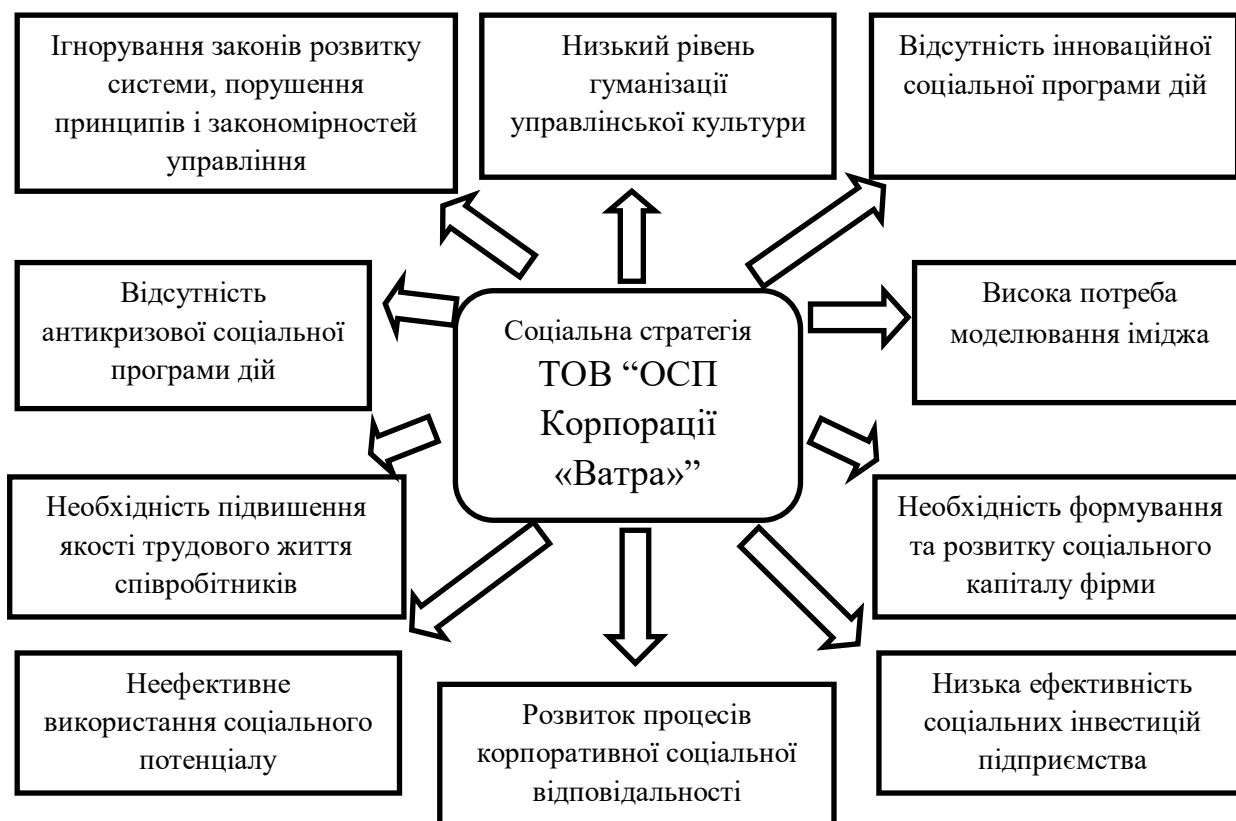 Ігнорування законів розвитку
системи, порушення
принципів і закономірностей
управління
Низький рівень
гуманізації
управлінської культури
Відсутність інноваційної
соціальної програми дій
Відсутність
антикризової соціальної
програми дій
Соціальна стратегія
ТОВ “ОСП
Корпорації
«Ватра»”
Висока потреба
моделювання іміджа
Необхідність підвишення
якості трудового життя
співробітників
Необхідність формування
та розвитку соціального
капіталу фірми
Неефективне
використання соціального
потенціалу
Розвиток процесів
корпоративної соціальної
відповідальності
Низька ефективність
соціальних інвестицій
підприємства